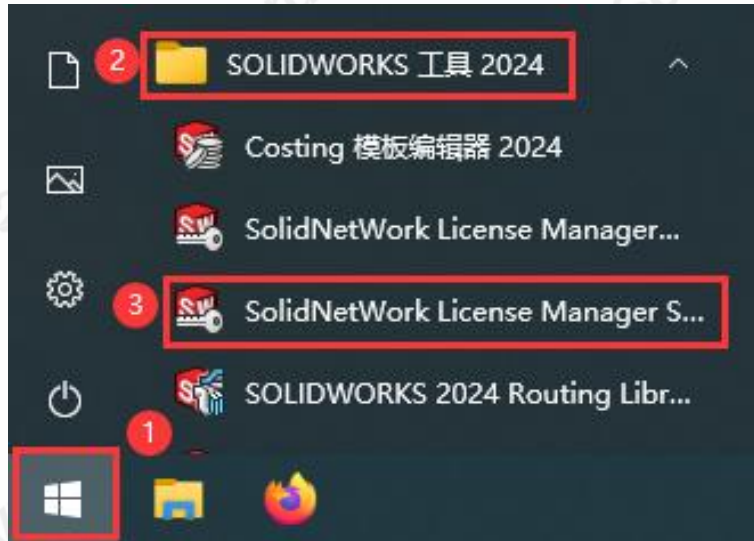 2 SOLIDWORKS 工具 2024
Costing 模板编辑器 2024
SolidNetWork License Manager...
3 SolidNetWork License Manager S...
SOLIDWORKS 2024 Routing Libr...
1